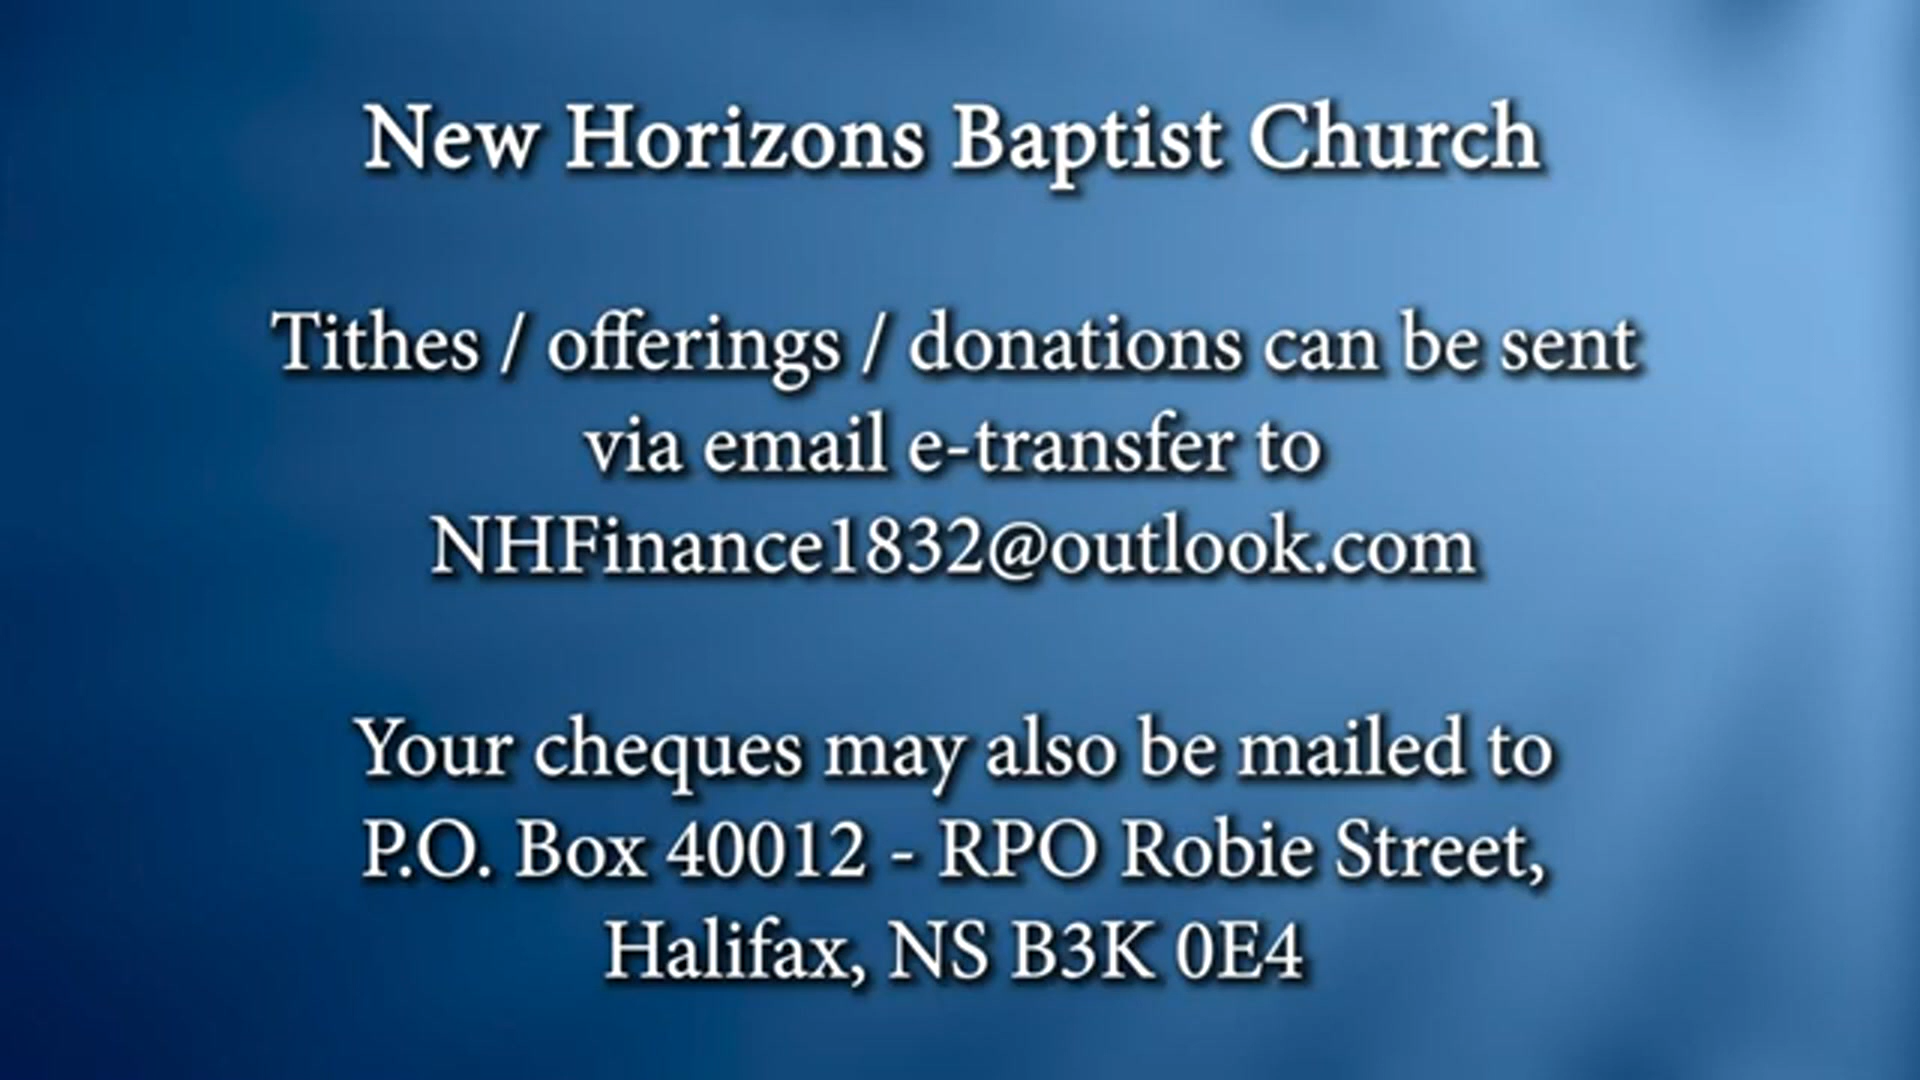 New Horizons Baptist Church
Tithes / offerings / donations can be sent
via email e-transfer to
NHFinance1832@outlook.com
Your cheques may also be mailed to
P.O. Box 40012 - RPO Robie Street,
Halifax, NS B3K 0E4